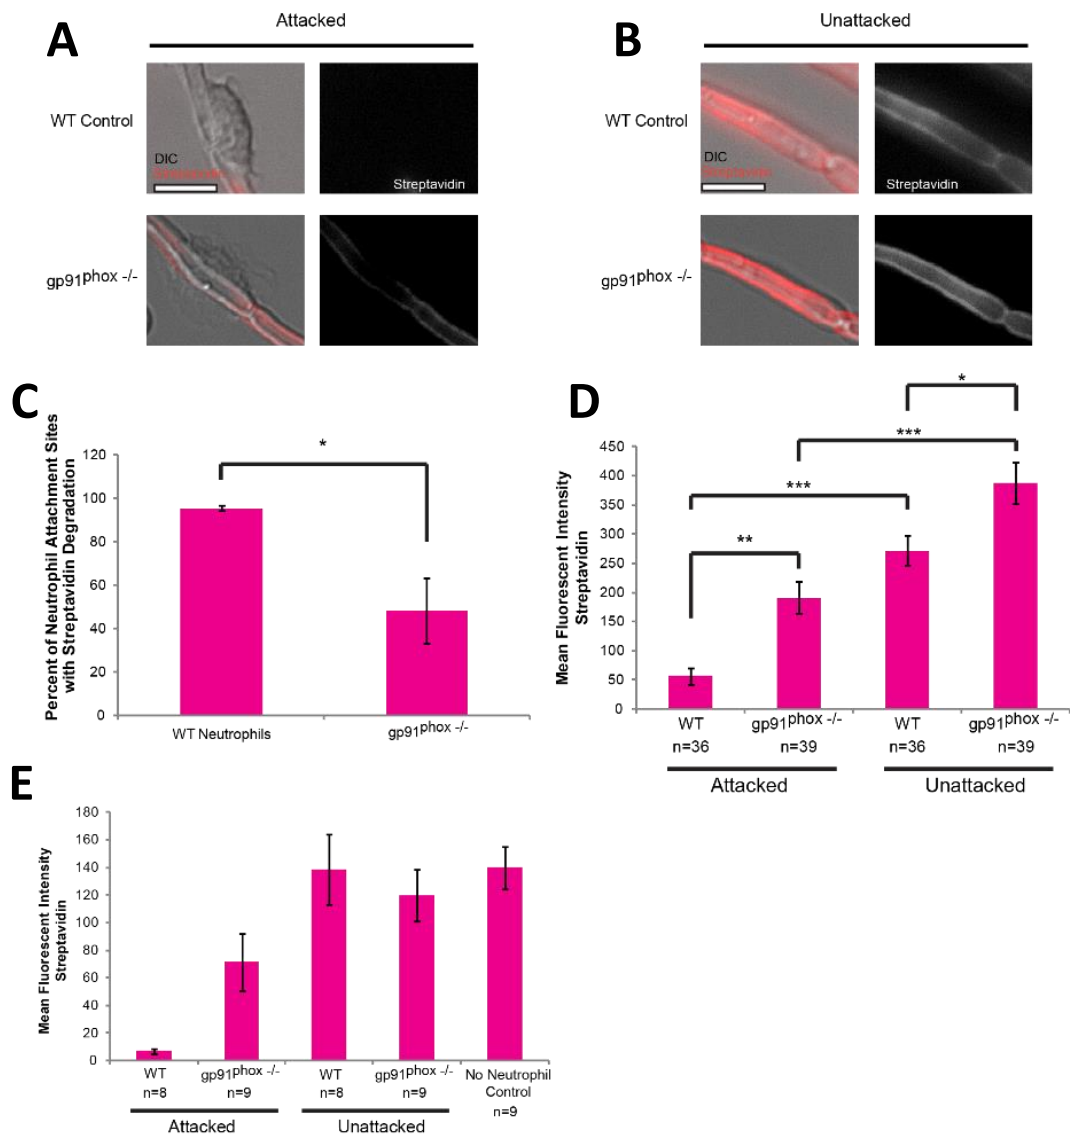 A
Attacked
WT Control
DIC
Streptavidin
Streptavidin
gp91phox -/-
B
Unattacked
WT Control
DIC
Streptavidin
Streptavidin
gp91phox -/-
C
Percent of Neutrophil Attachment Sites
with Streptavidin Degradation
120
100
80
60
40
20
0
*
WT Neutrophils
gp91phox -/-
D
Mean Fluorescent Intensity
Streptavidin
450
400
350
300
250
200
150
100
50
0
*
***
***
**
WT
gp91phox -/-
WT
gp91phox -/-
n=36
n=39
n=36
n=39
Attacked
Unattacked
E
Mean Fluorescent Intensity
Streptavidin
180
160
140
120
100
80
60
40
20
0
WT
gp91phox -/-
WT
gp91phox -/-
No Neutrophil
Control
n=8
n=9
n=8
n=9
n=9
Attacked
Unattacked